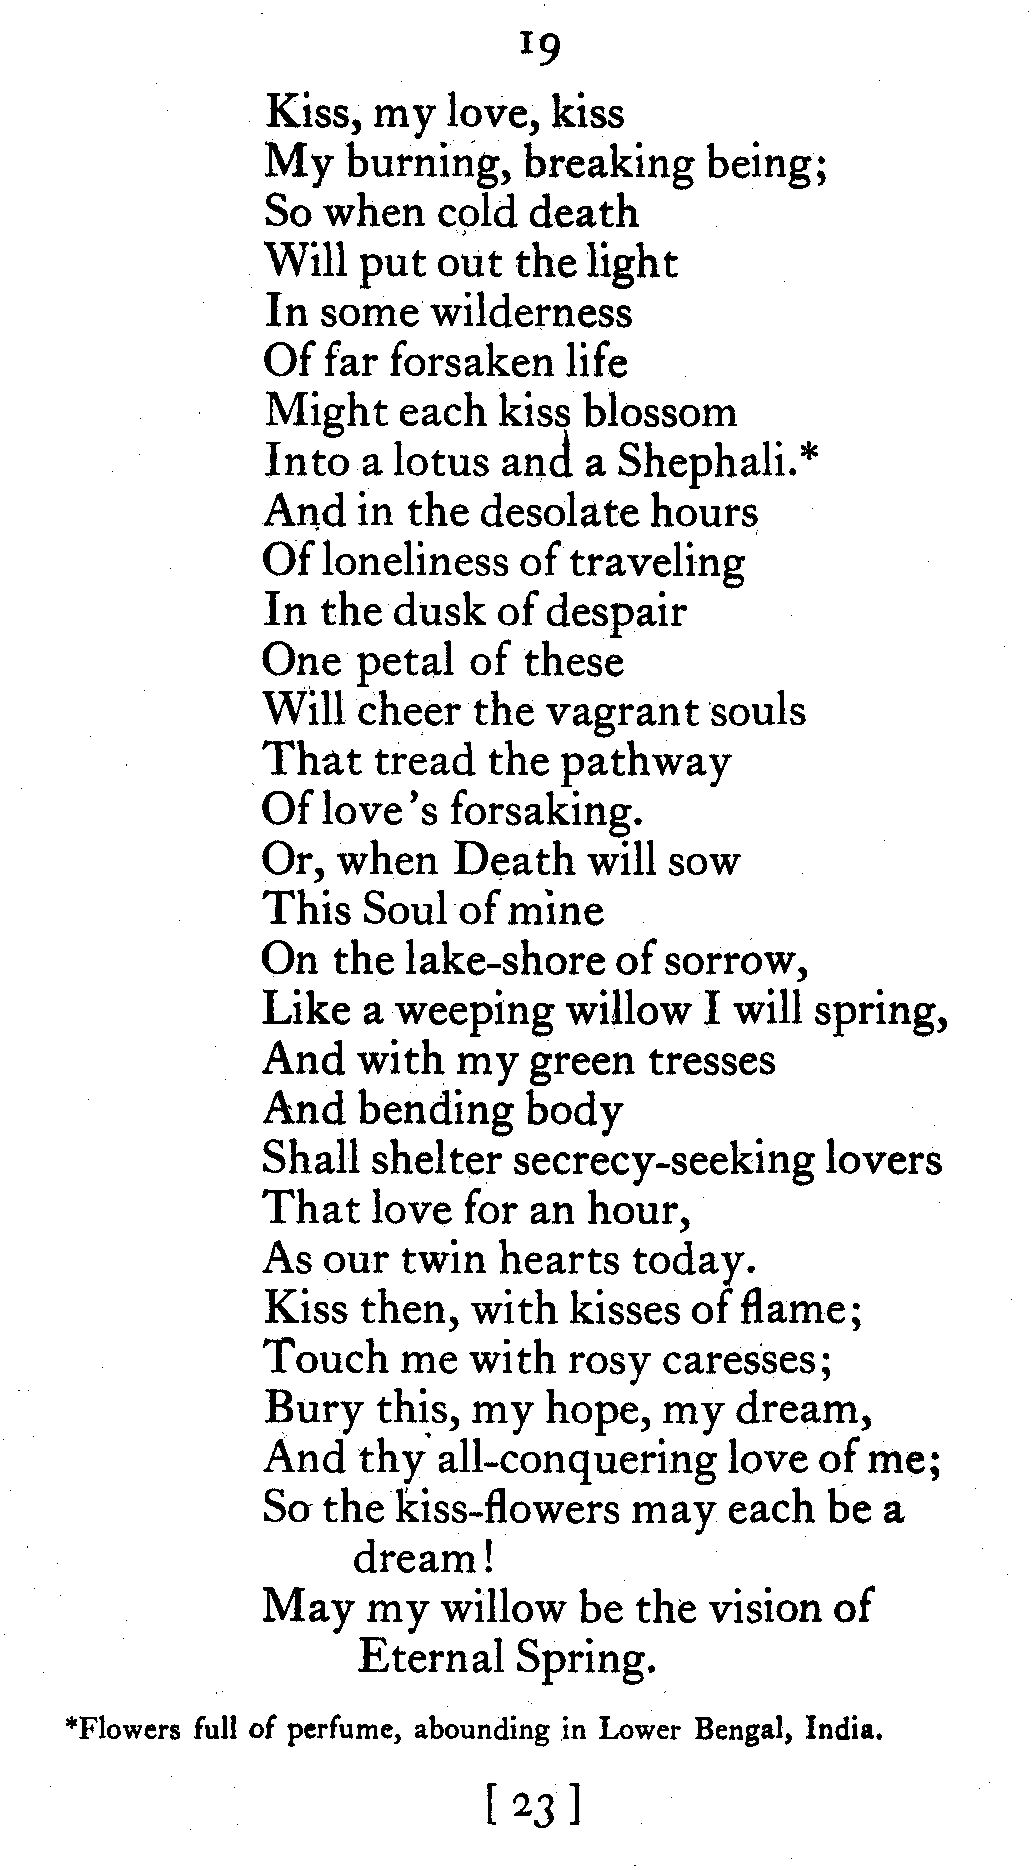 19
Kiss, my love, kiss
My burning, breaking being;
So when cold death
Will put out the light
In some wilderness
Of far forsaken life
Might each kiss blossom
Into a lotus and a Shephali.*
And in the desolate hours
Of loneliness of traveling
In the dusk of despair
One petal of these
Will cheer the vagrant souls
That tread the pathway
Of love's forsaking.
Or, when Death will sow
This Soul of mine
On the lake-shore of sorrow,
Like a weeping willow I will spring,
And with my green tresses
And bending body
Shall shelter secrecy-seeking lovers
That love for an hour,
As our twin hearts today.
Kiss then, with kisses of flame;
Touch me with rosy caresses;
Bury this, my hope, my dream,
And thy all-conquering love of me;
So the kiss-flowers may each be a
dream!
May my willow be the vision of
Eternal Spring.
*Flowers full of perfume, abounding in Lower Bengal, India.
[ 23 ]